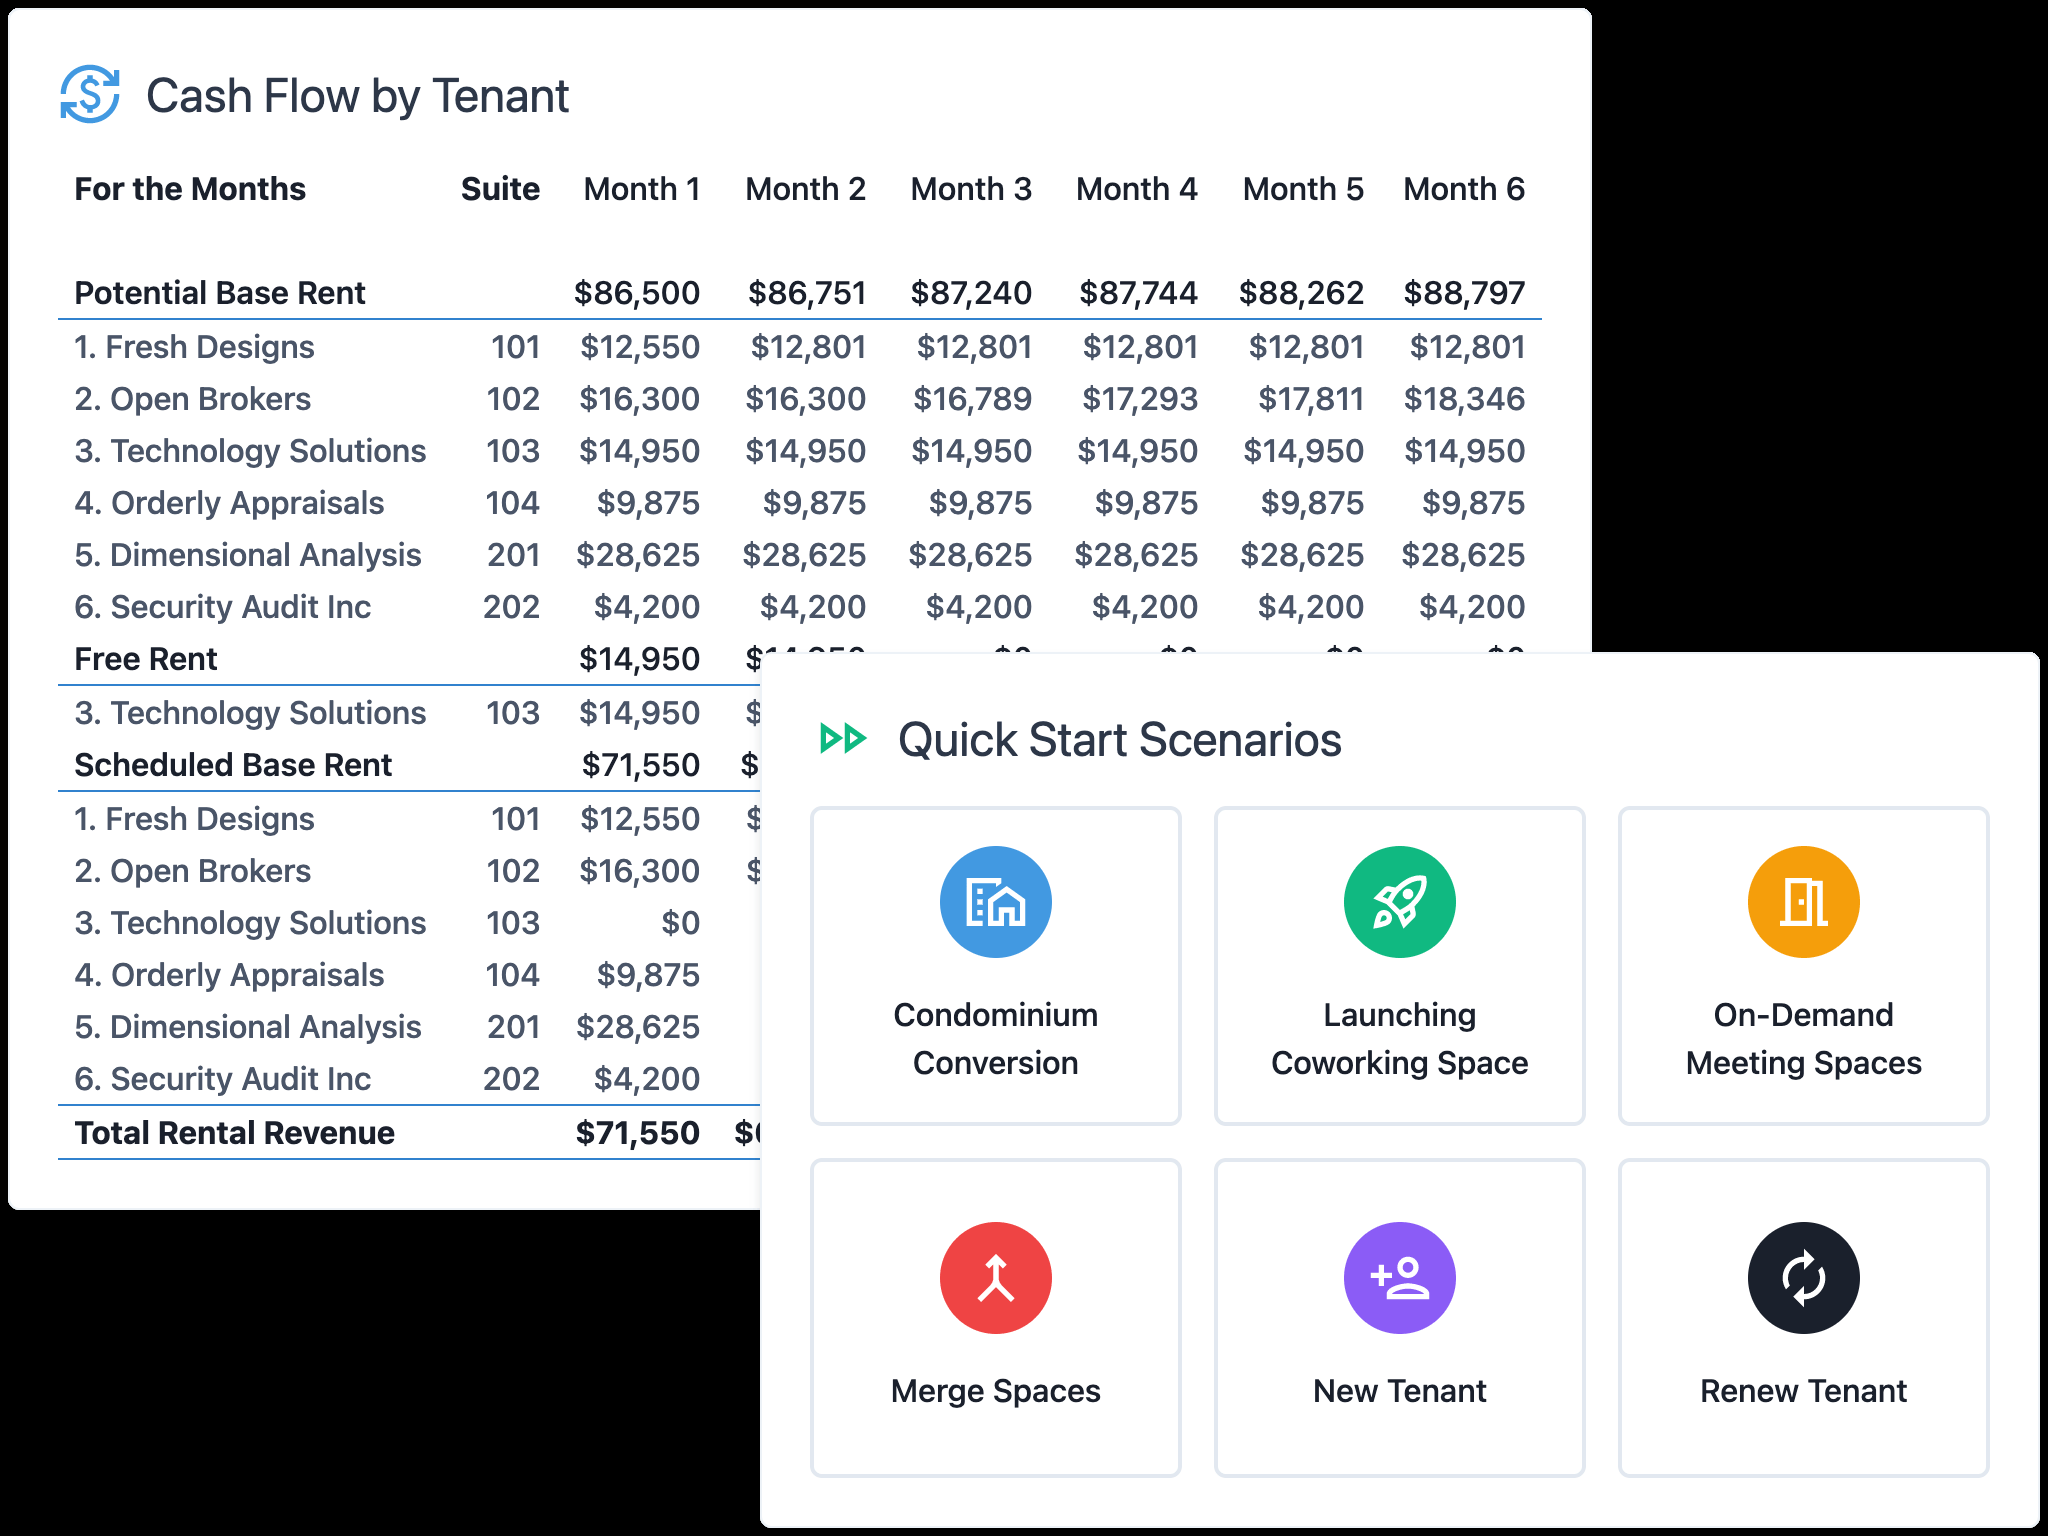 Cash Flow by Tenant
For the Months Suite Month 1 Month 2 Month 3 Month 4 Month 5 Month 6
Potential Base Rent $86,500 $86,751 $87,240 $87,744 $88,262 $88,797
1. Fresh Designs 101 $12,550 $12,801 $12,801 $12,801 $12,801 $12,801
2. Open Brokers 102 $16,300 $16,300 $16,789 $17,293 $17,811 $18,346
3. Technology Solutions 103 $14,950 $14,950 $14,950 $14,950 $14,950 $14,950
4. Orderly Appraisals 104 $9,875 $9,875 $9,875 $9,875 $9,875 $9,875
5. Dimensional Analysis 201 $28,625 $28,625 $28,625 $28,625 $28,625 $28,625
6. Security Audit Inc 202 $4,200 $4,200 $4,200 $4,200 $4,200 $4,200
Free Rent $14,950
3. Technology Solutions 103 $14,950
Scheduled Base Rent $71,550
1. Fresh Designs 101 $12,550
2. Open Brokers 102 $16,300
3. Technology Solutions 103 $0
4. Orderly Appraisals 104 $9,875
5. Dimensional Analysis 201 $28,625
6. Security Audit Inc 202 $4,200
Total Rental Revenue $71,550
Quick Start Scenarios
Condominium
Conversion
Launching
Coworking Space
On-Demand
Meeting Spaces
Merge Spaces
New Tenant
Renew Tenant